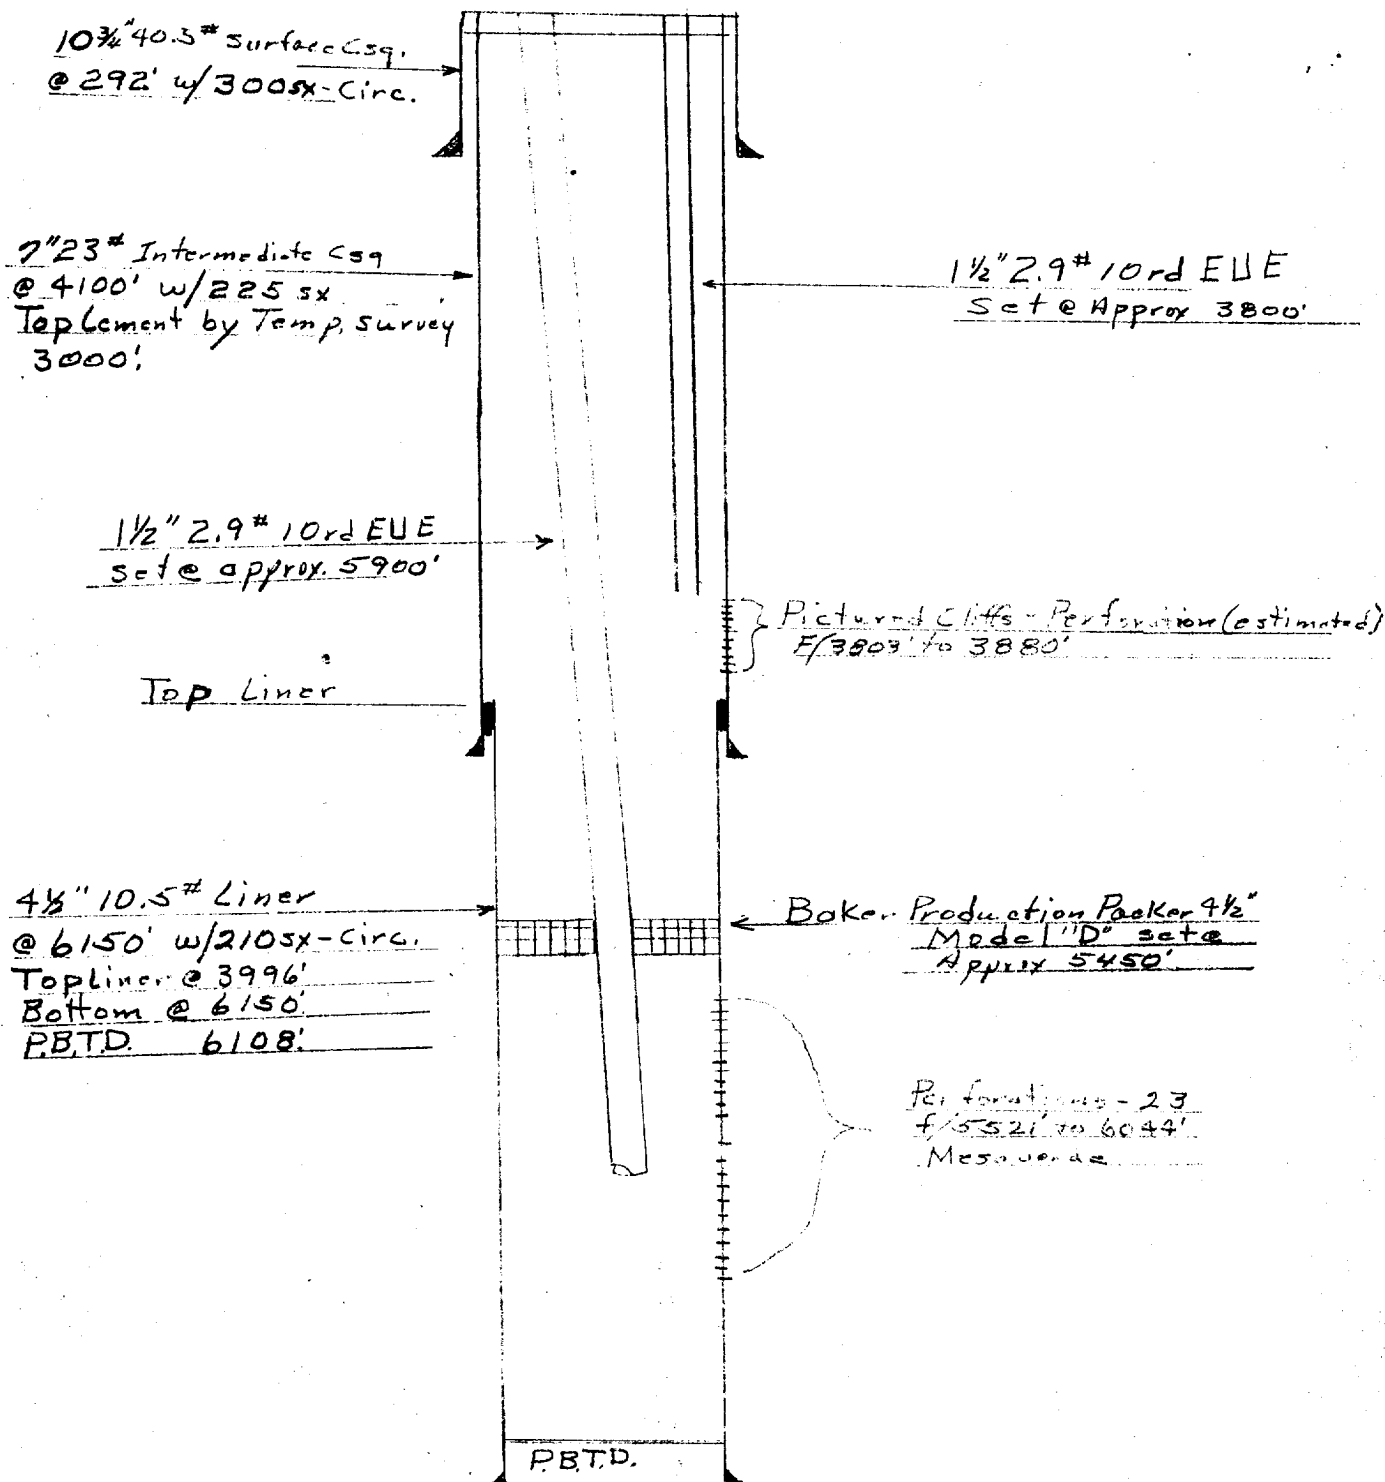 10¾" 40.5# Surface Csg.
@ 292' w/300sx-Circ.
7" 23# Intermediate Csg
@ 4100' w/225 sx
Top Cement by Temp. Survey
3000'.
1½" 2.9# 10rd EUE
Set @ Approx 3800'
1½" 2.9# 10rd EUE
set @ approx. 5900'
Pictured Cliffs - Perforation (estimated)
F/3803' to 3880'
Top Liner
4½" 10.5# Liner
@ 6150' w/210sx-Circ.
Top Liner @ 3996'
Bottom @ 6150'
P.B.T.D. 6108'.
Baker Production Packer 4½"
Model "D" set @
Approx 5450'
Perforations - 23
f/5521' to 6044'
Mesaverde
P.B.T.D.